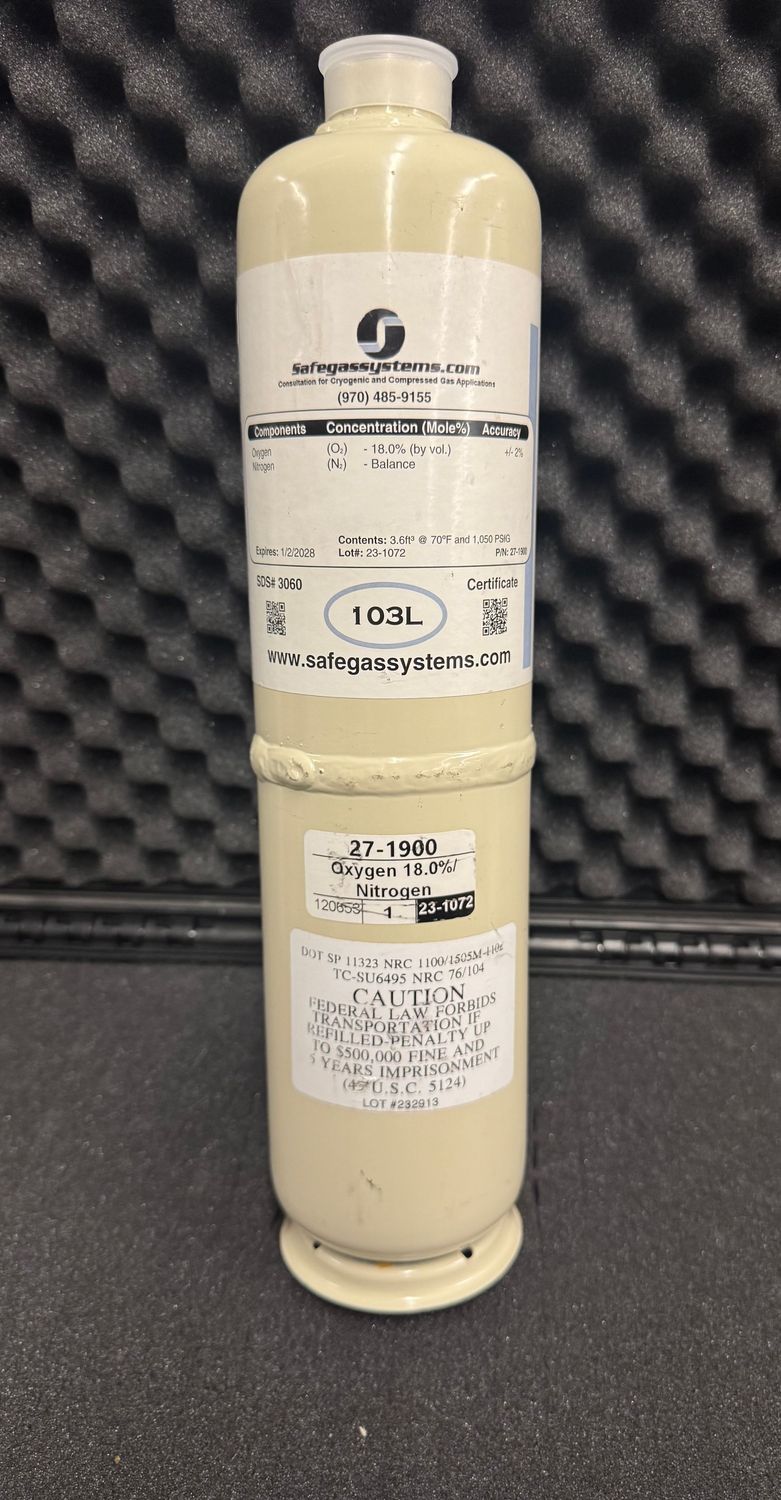 Safegassystems.com
Consultation for Cryogenic and Compressed Gas Applications
(970) 485-9155
Components Concentration (Mole%) Accuracy
Oxygen (O₂) - 18.0% (by vol.) +/- 2%
Nitrogen (N₂) - Balance
Contents: 3.6ft³ @ 70°F and 1,050 PSIG
Expires: 1/2/2028 Lot#: 23-1072 P/N: 27-1900
SDS# 3060 Certificate
103L
www.safegassystems.com
27-1900
Oxygen 18.0%/
Nitrogen
120653 1 23-1072
DOT SP 11323 NRC 1100/1505M-1102
TC-SU6495 NRC 76/104
CAUTION
FEDERAL LAW FORBIDS
TRANSPORTATION IF
REFILLED-PENALTY UP
TO $500,000 FINE AND
5 YEARS IMPRISONMENT
(49 U.S.C. 5124)
LOT #232913